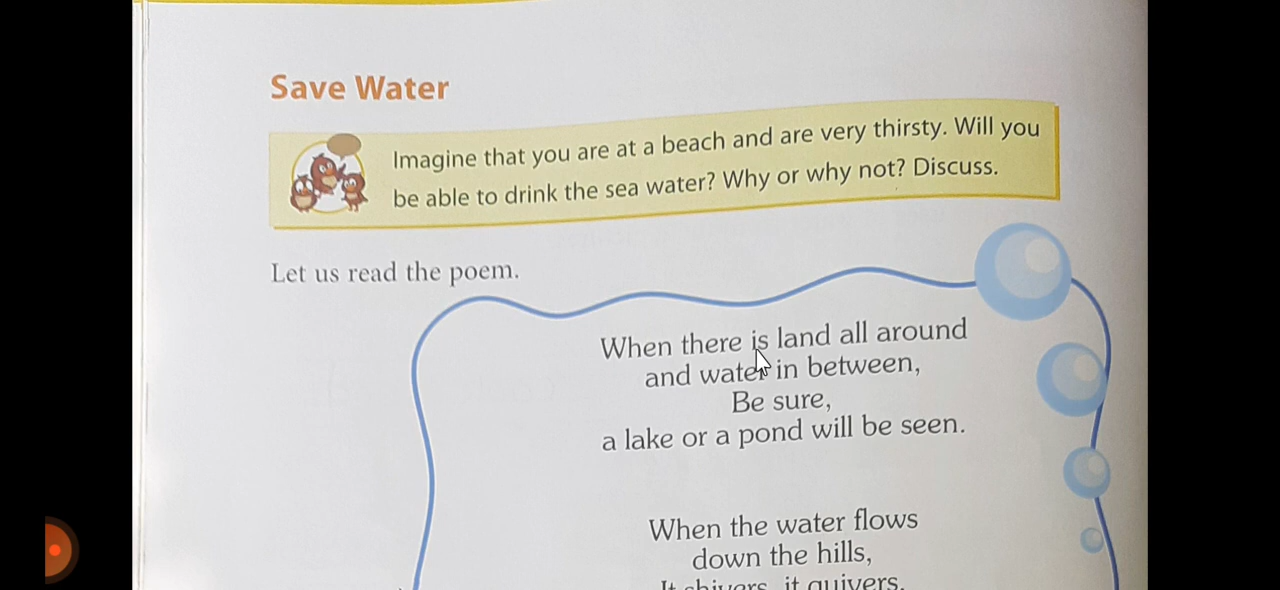 Save Water
Imagine that you are at a beach and are very thirsty. Will you
be able to drink the sea water? Why or why not? Discuss.
Let us read the poem.
When there is land all around
and water in between,
Be sure,
a lake or a pond will be seen.
When the water flows
down the hills,
It shivers, it quivers,